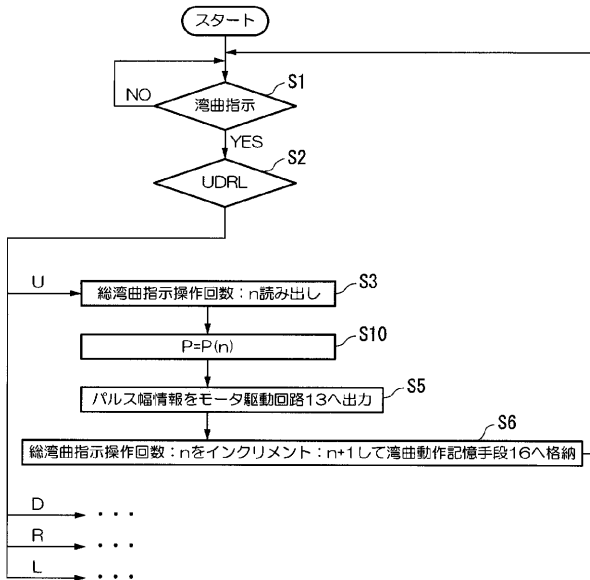 スタート
S1
湾曲指示
NO
YES
S2
UDRL
U
S3
総湾曲指示操作回数：n読み出し
S10
P=P(n)
S5
パルス幅情報をモータ駆動回路13へ出力
S6
総湾曲指示操作回数：nをインクリメント：n+1して湾曲動作記憶手段16へ格納
D ・・・
R ・・・
L ・・・